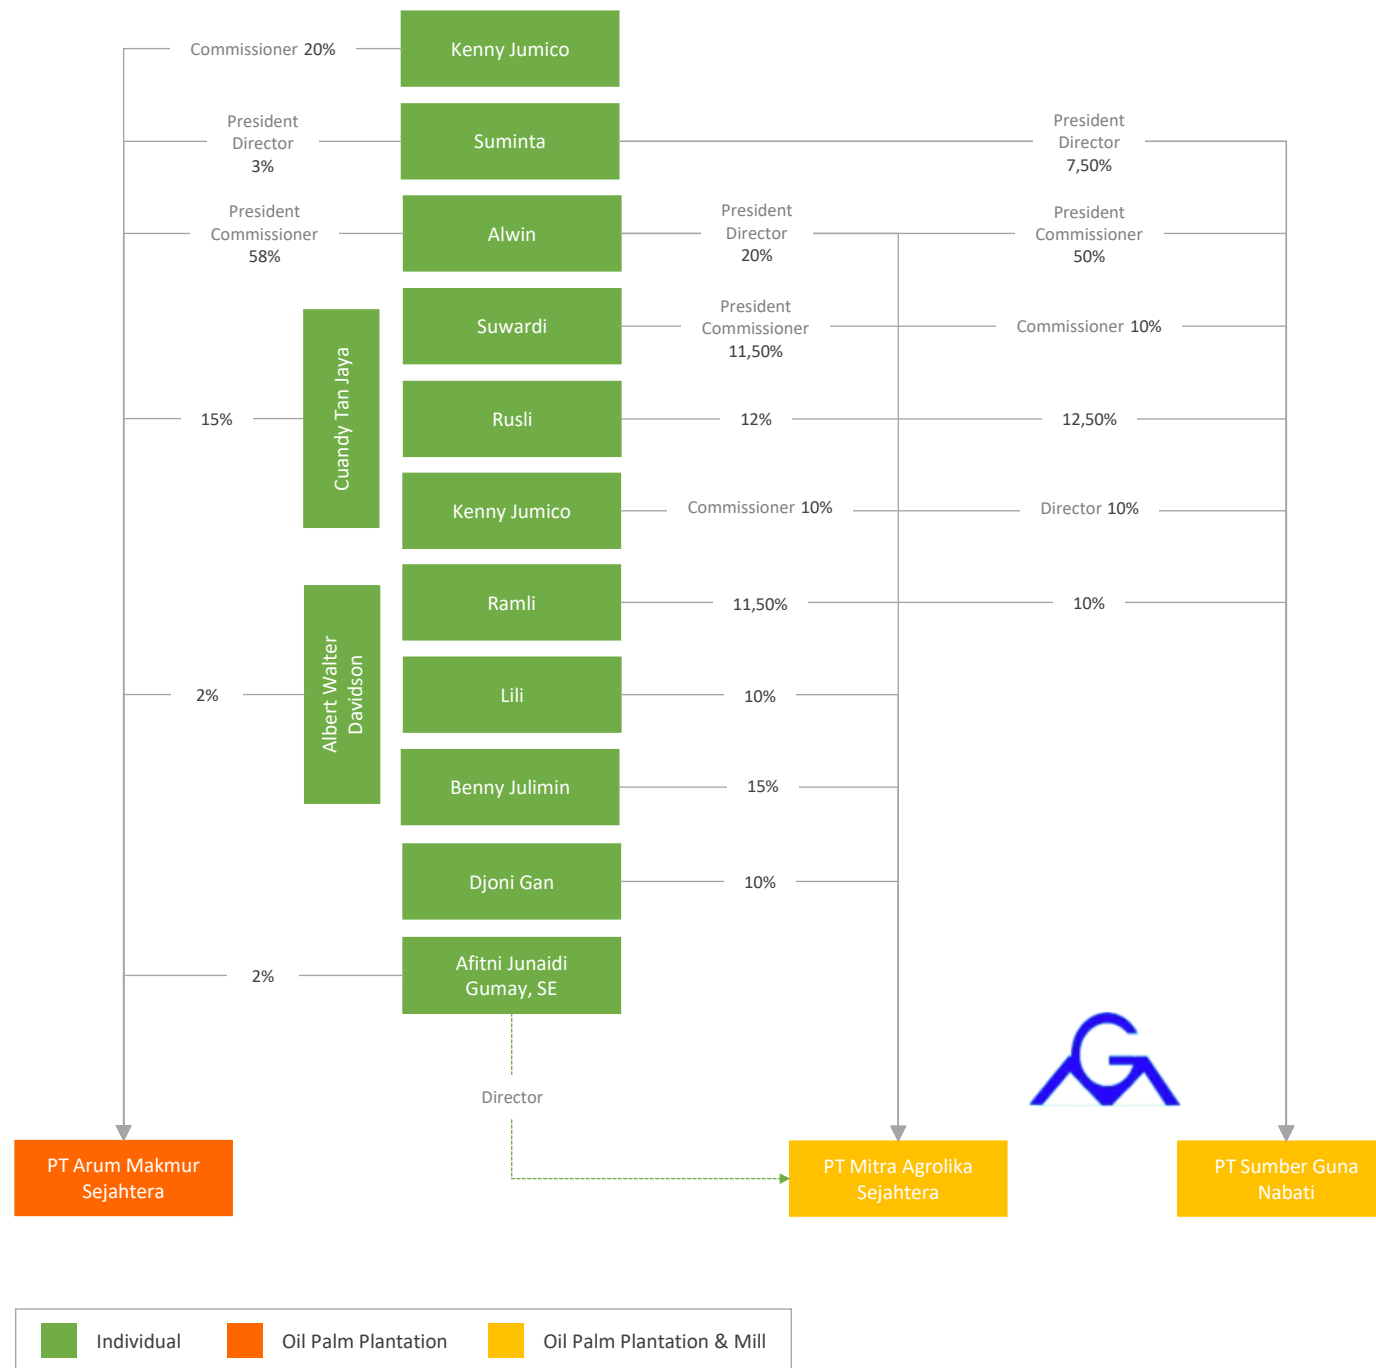 Commissioner 20%
Kenny Jumico
President
Director
3%
Suminta
President
Director
7,50%
President
Commissioner
58%
Alwin
President
Director
20%
President
Commissioner
50%
Suwardi
President
Commissioner
11,50%
Commissioner 10%
Cuandy Tan Jaya
15%
Rusli
12%
12,50%
Kenny Jumico
Commissioner 10%
Director 10%
Ramli
11,50%
10%
Albert Walter
Davidson
2%
Lili
10%
Benny Julimin
15%
Djoni Gan
10%
2%
Afitni Junaidi
Gumay, SE
Director
G
PT Arum Makmur
Sejahtera
PT Mitra Agrolika
Sejahtera
PT Sumber Guna
Nabati
Individual
Oil Palm Plantation
Oil Palm Plantation & Mill